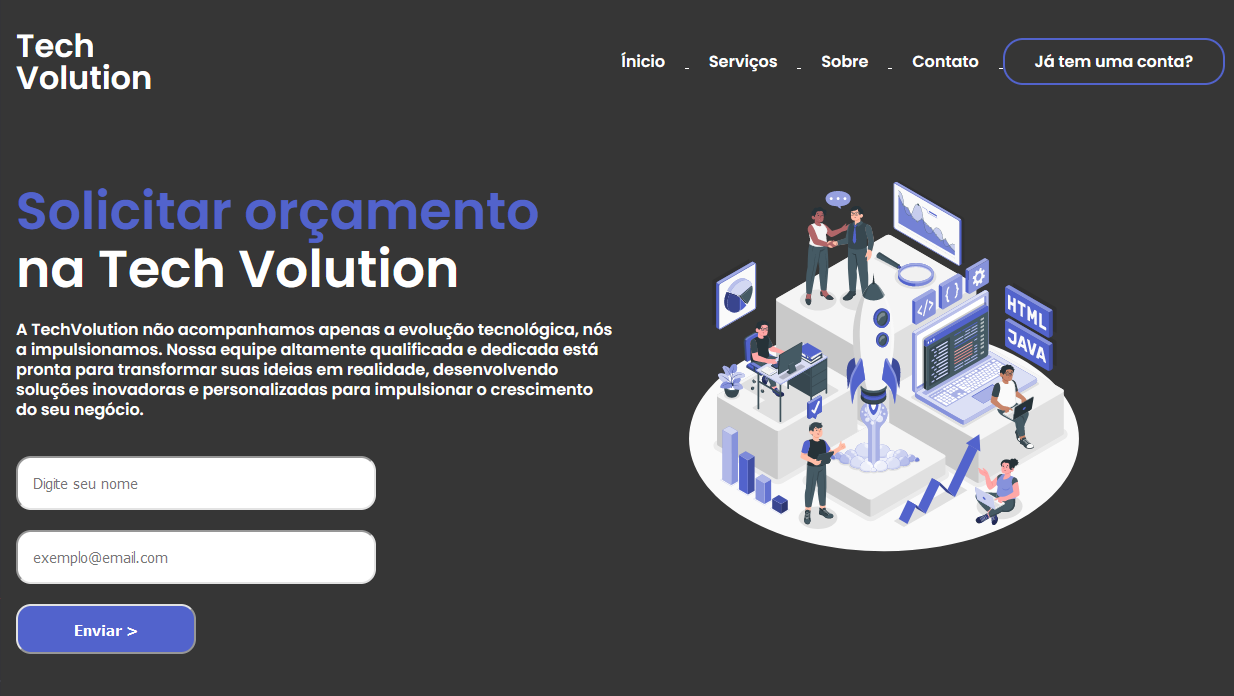 Tech
Volution
Ínicio
Serviços
Sobre
Contato
Já tem uma conta?
Solicitar orçamento
na Tech Volution
A TechVolution não acompanhamos apenas a evolução tecnológica, nós
a impulsionamos. Nossa equipe altamente qualificada e dedicada está
pronta para transformar suas ideias em realidade, desenvolvendo
soluções inovadoras e personalizadas para impulsionar o crescimento
do seu negócio.
Digite seu nome
exemplo@email.com
Enviar >
</> { }
HTML
JAVA